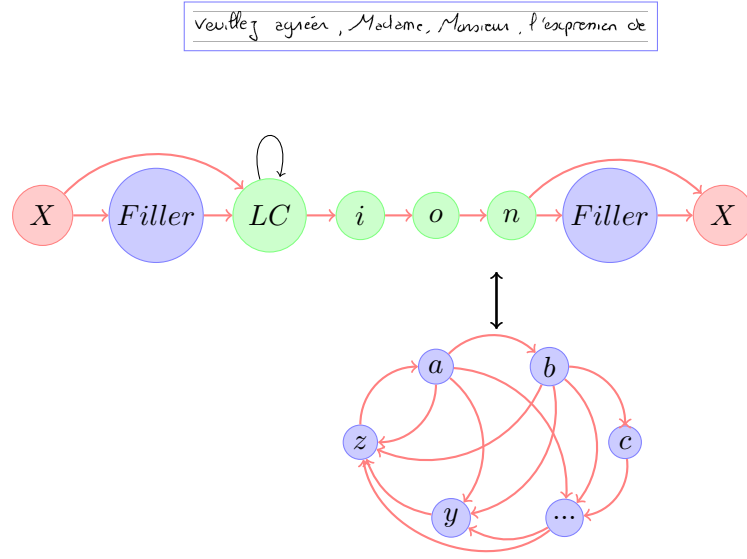 veuillez agréer, Madame, Monsieur, l'expression de
X Filler LC i o n Filler X
a b
z c
y ...